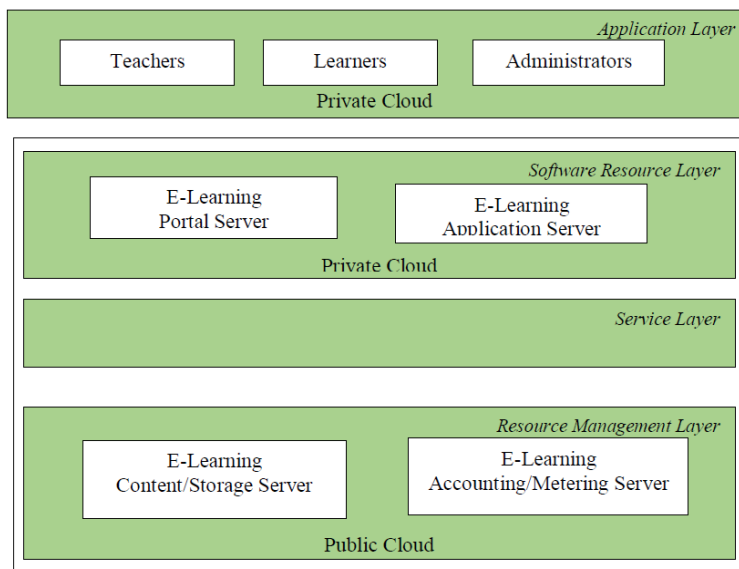 Application Layer
Teachers
Learners
Administrators
Private Cloud
Software Resource Layer
E-Learning
Portal Server
E-Learning
Application Server
Private Cloud
Service Layer
Resource Management Layer
E-Learning
Content/Storage Server
E-Learning
Accounting/Metering Server
Public Cloud